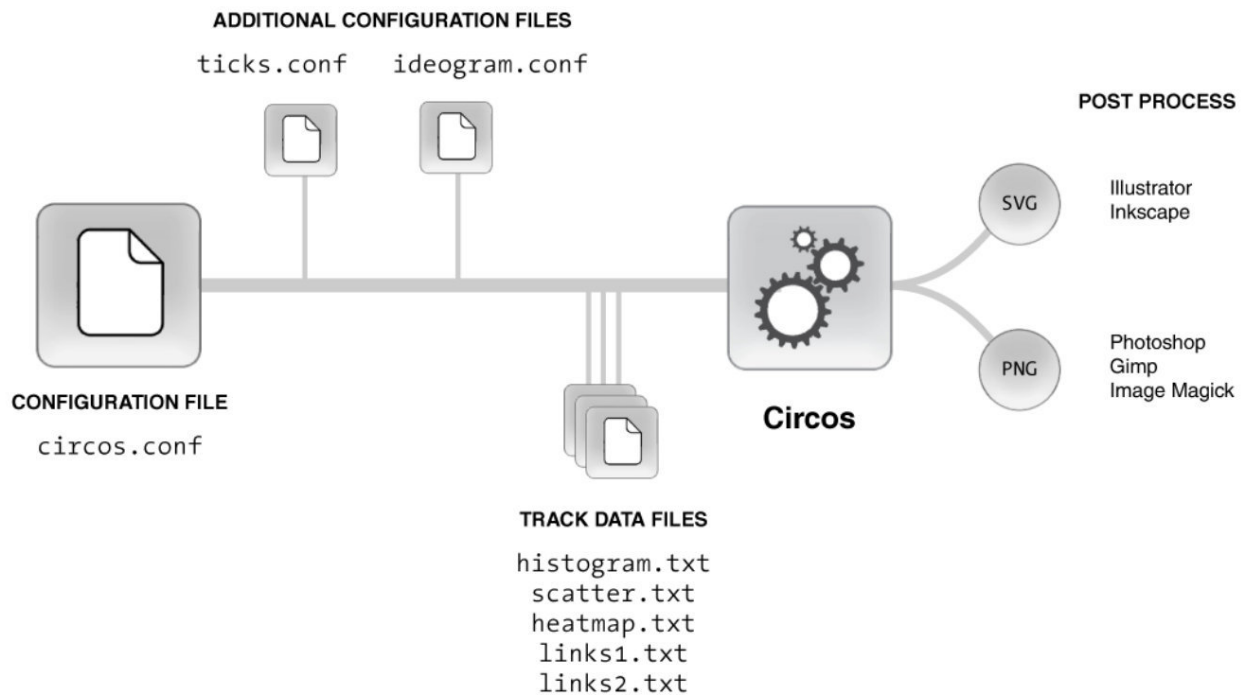 ADDITIONAL CONFIGURATION FILES
ticks.conf ideogram.conf
POST PROCESS
SVG
Illustrator
Inkscape
CONFIGURATION FILE
circos.conf
Circos
PNG
Photoshop
Gimp
Image Magick
TRACK DATA FILES
histogram.txt
scatter.txt
heatmap.txt
links1.txt
links2.txt